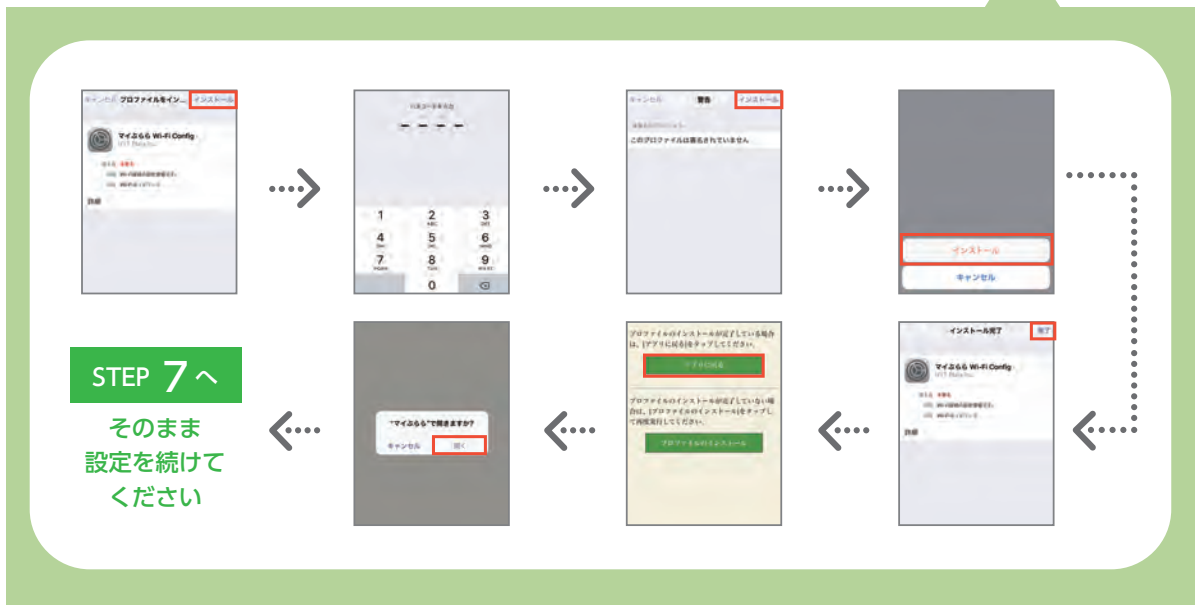 キャンセル プロファイルをイン... インストール
マイぷらら Wi-Fi Config
詳細
パスコードを入力
1 2 3
ABC DEF
4 5 6
7 8 9
0
キャンセル 警告 インストール
このプロファイルは署名されていません
インストール
キャンセル
インストール完了 完了
マイぷらら Wi-Fi Config
詳細
プロファイルのインストールが完了している場合
は、[アプリに戻る]をタップしてください。
アプリに戻る
プロファイルのインストールが完了していない場
合は、[プロファイルのインストール]をタップし
て再度実行してください。
プロファイルのインストール
"マイぷらら"で開きますか?
キャンセル 開く
STEP 7 へ
そのまま
設定を続けて
ください